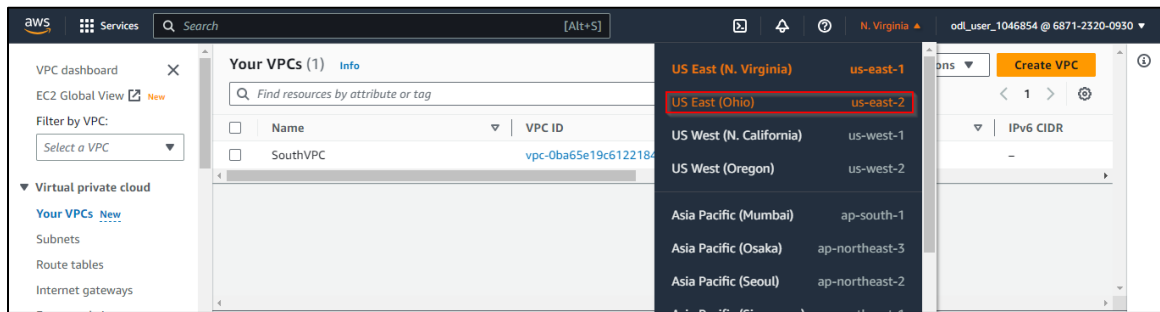 aws Services Search [Alt+S] N. Virginia ▲ odl_user_1046854 @ 6871-2320-0930 ▼
VPC dashboard
EC2 Global View New
Filter by VPC:
Select a VPC
Virtual private cloud
Your VPCs New
Subnets
Route tables
Internet gateways
Your VPCs (1) Info
Create VPC
Find resources by attribute or tag
1
Name VPC ID IPv6 CIDR
SouthVPC vpc-0ba65e19c6122184 –
US East (N. Virginia) us-east-1
US East (Ohio) us-east-2
US West (N. California) us-west-1
US West (Oregon) us-west-2
Asia Pacific (Mumbai) ap-south-1
Asia Pacific (Osaka) ap-northeast-3
Asia Pacific (Seoul) ap-northeast-2